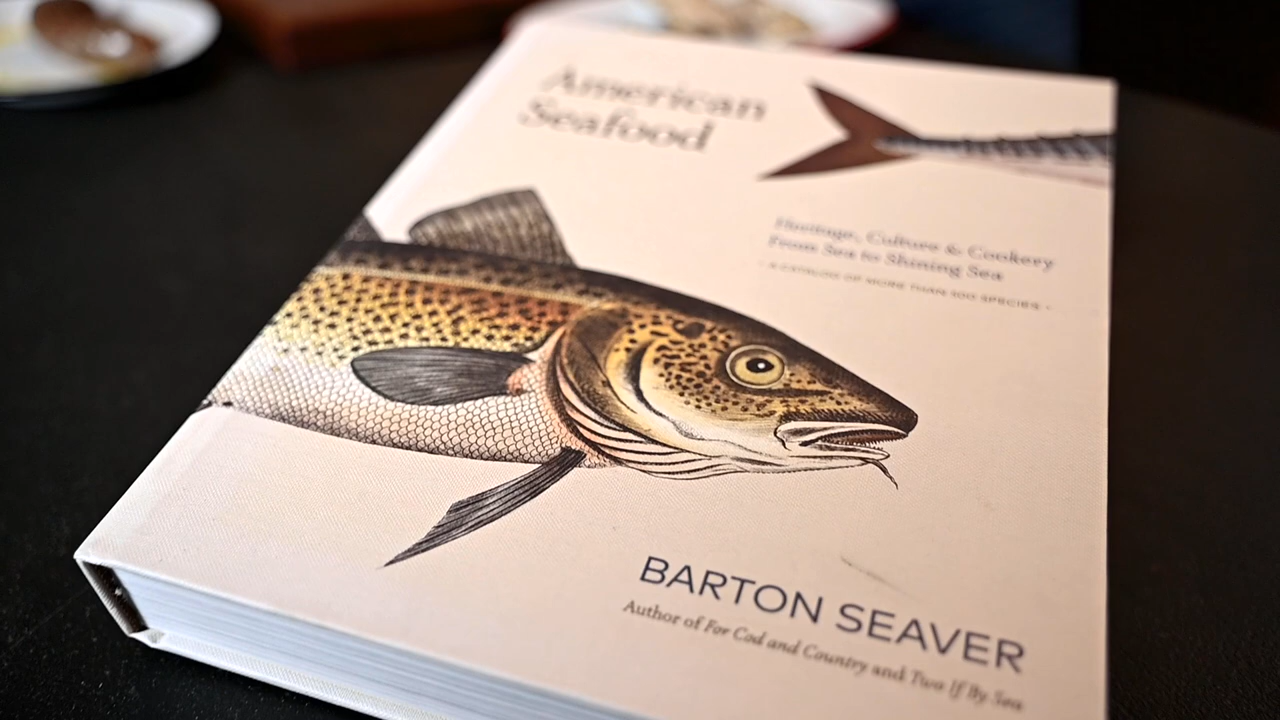 American
Seafood
Heritage, Culture & Cookery
From Sea to Shining Sea
- A CATALOG OF MORE THAN 500 SPECIES -
BARTON SEAVER
Author of For Cod and Country and Two If By Sea